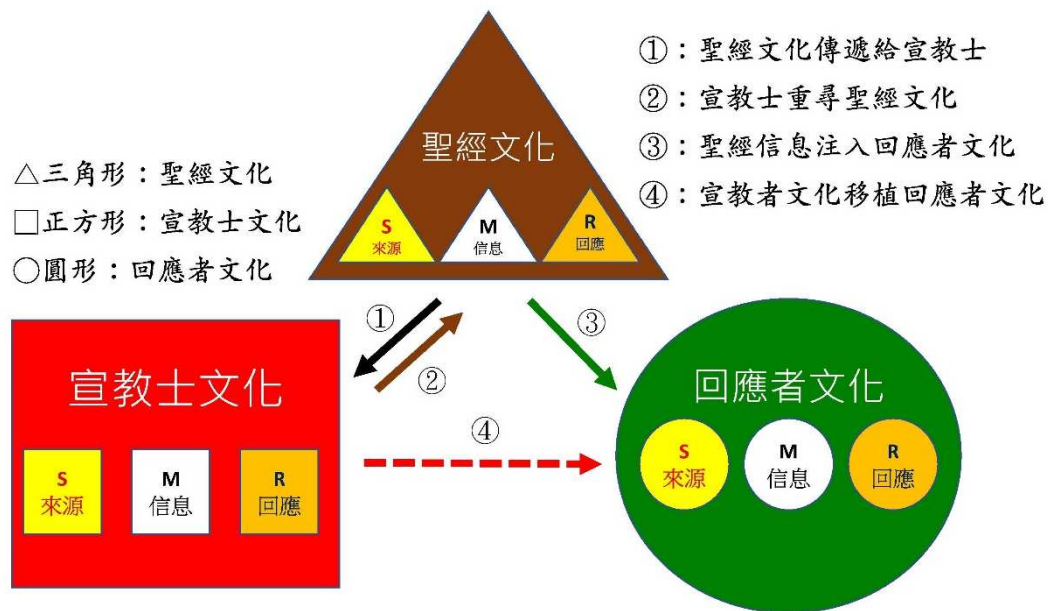 ①：聖經文化傳遞給宣教士
②：宣教士重尋聖經文化
③：聖經信息注入回應者文化
④：宣教者文化移植回應者文化
△三角形：聖經文化
□正方形：宣教士文化
○圓形：回應者文化
聖經文化
S
來源
M
信息
R
回應
①
②
③
④
宣教士文化
S
來源
M
信息
R
回應
回應者文化
S
來源
M
信息
R
回應